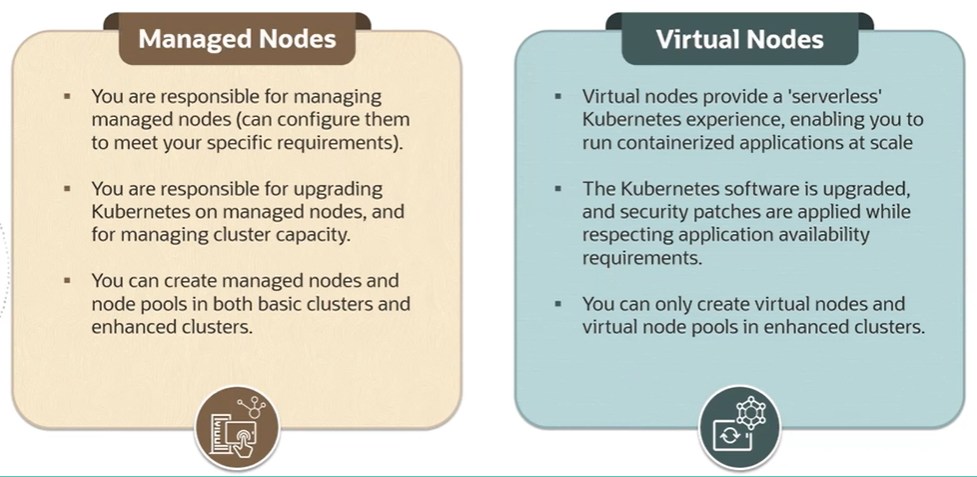 Managed Nodes
▪ You are responsible for managing
managed nodes (can configure them
to meet your specific requirements).
▪ You are responsible for upgrading
Kubernetes on managed nodes, and
for managing cluster capacity.
▪ You can create managed nodes and
node pools in both basic clusters and
enhanced clusters.
Virtual Nodes
▪ Virtual nodes provide a 'serverless'
Kubernetes experience, enabling you to
run containerized applications at scale
▪ The Kubernetes software is upgraded,
and security patches are applied while
respecting application availability
requirements.
▪ You can only create virtual nodes and
virtual node pools in enhanced clusters.